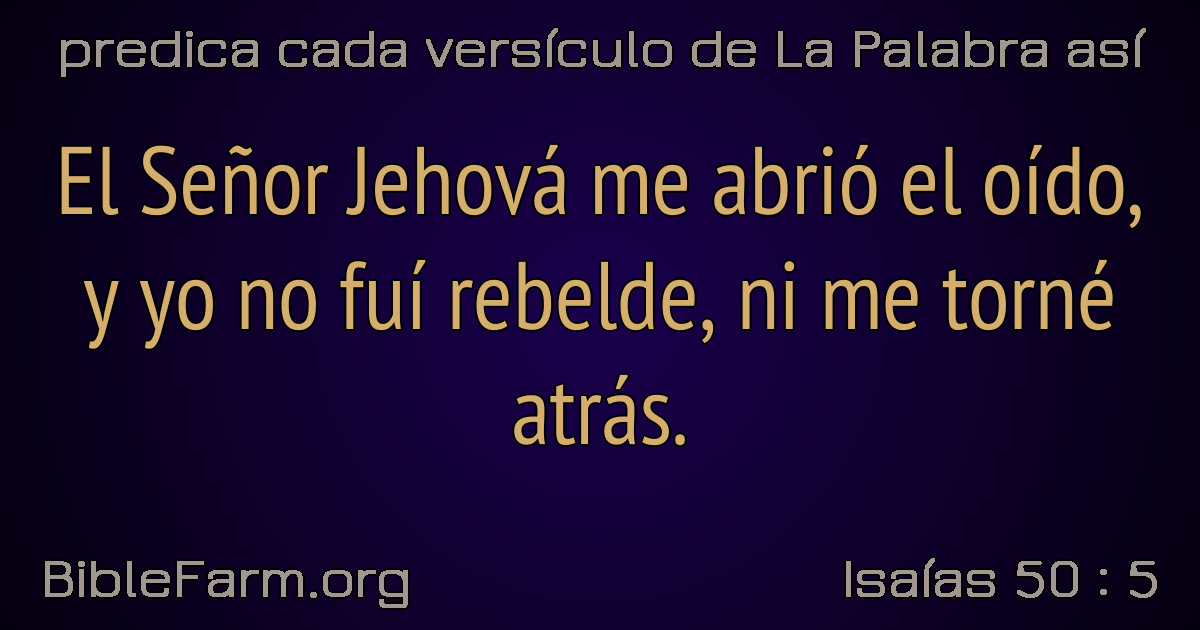 predica cada versículo de La Palabra así
El Señor Jehová me abrió el oído,
y yo no fuí rebelde, ni me torné
atrás.
BibleFarm.org
Isaías 50 : 5